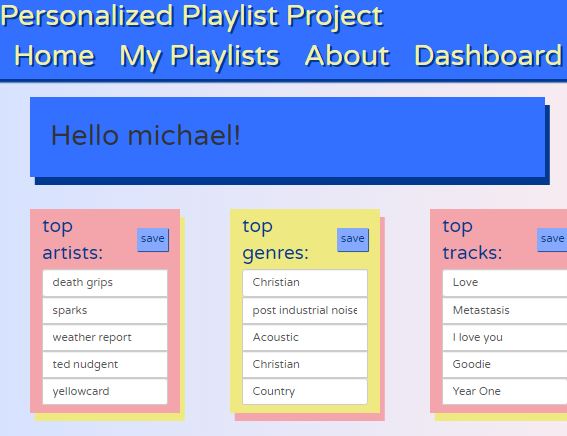 Personalized Playlist Project
Home My Playlists About Dashboard
Hello michael!
top artists:
save
death grips
sparks
weather report
ted nudgent
yellowcard
top genres:
save
Christian
post industrial noise
Acoustic
Christian
Country
top tracks:
save
Love
Metastasis
I love you
Goodie
Year One